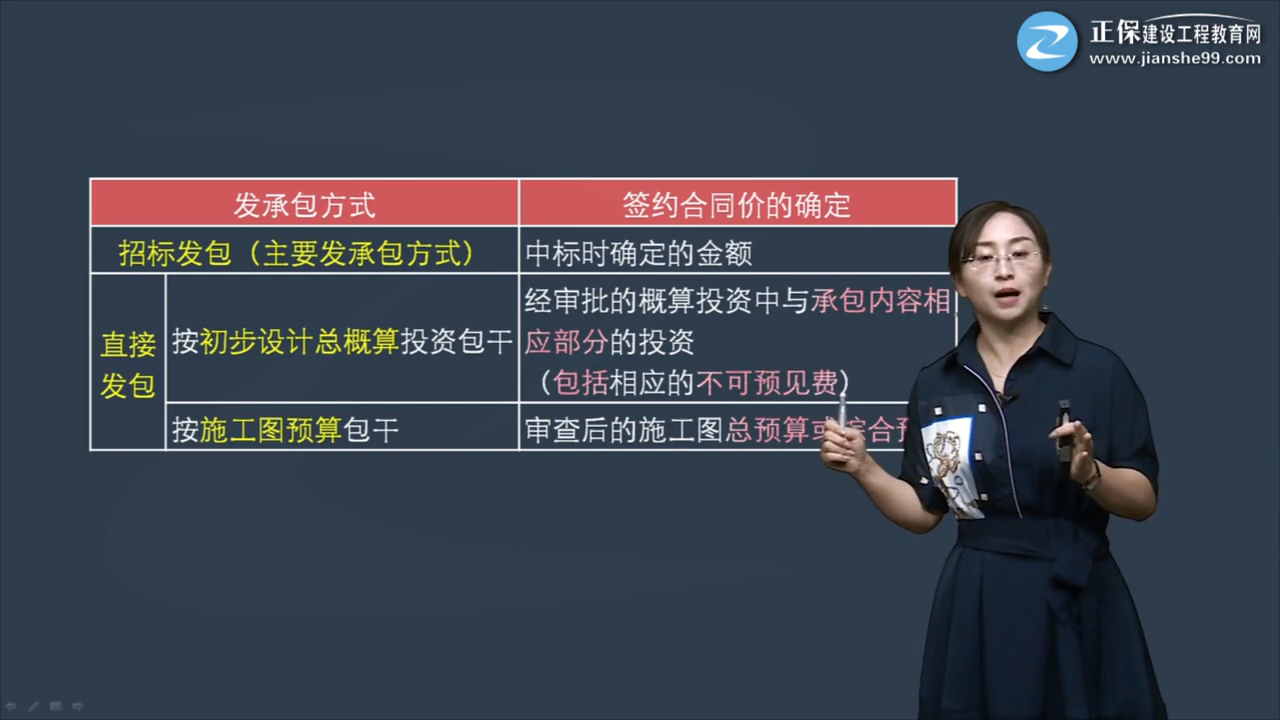 正保建设工程教育网
www.jianshe99.com
发承包方式
签约合同价的确定
招标发包（主要发承包方式）
中标时确定的金额
直接
发包
按初步设计总概算投资包干
经审批的概算投资中与承包内容相
应部分的投资
（包括相应的不可预见费）
按施工图预算包干
审查后的施工图总预算或综合预